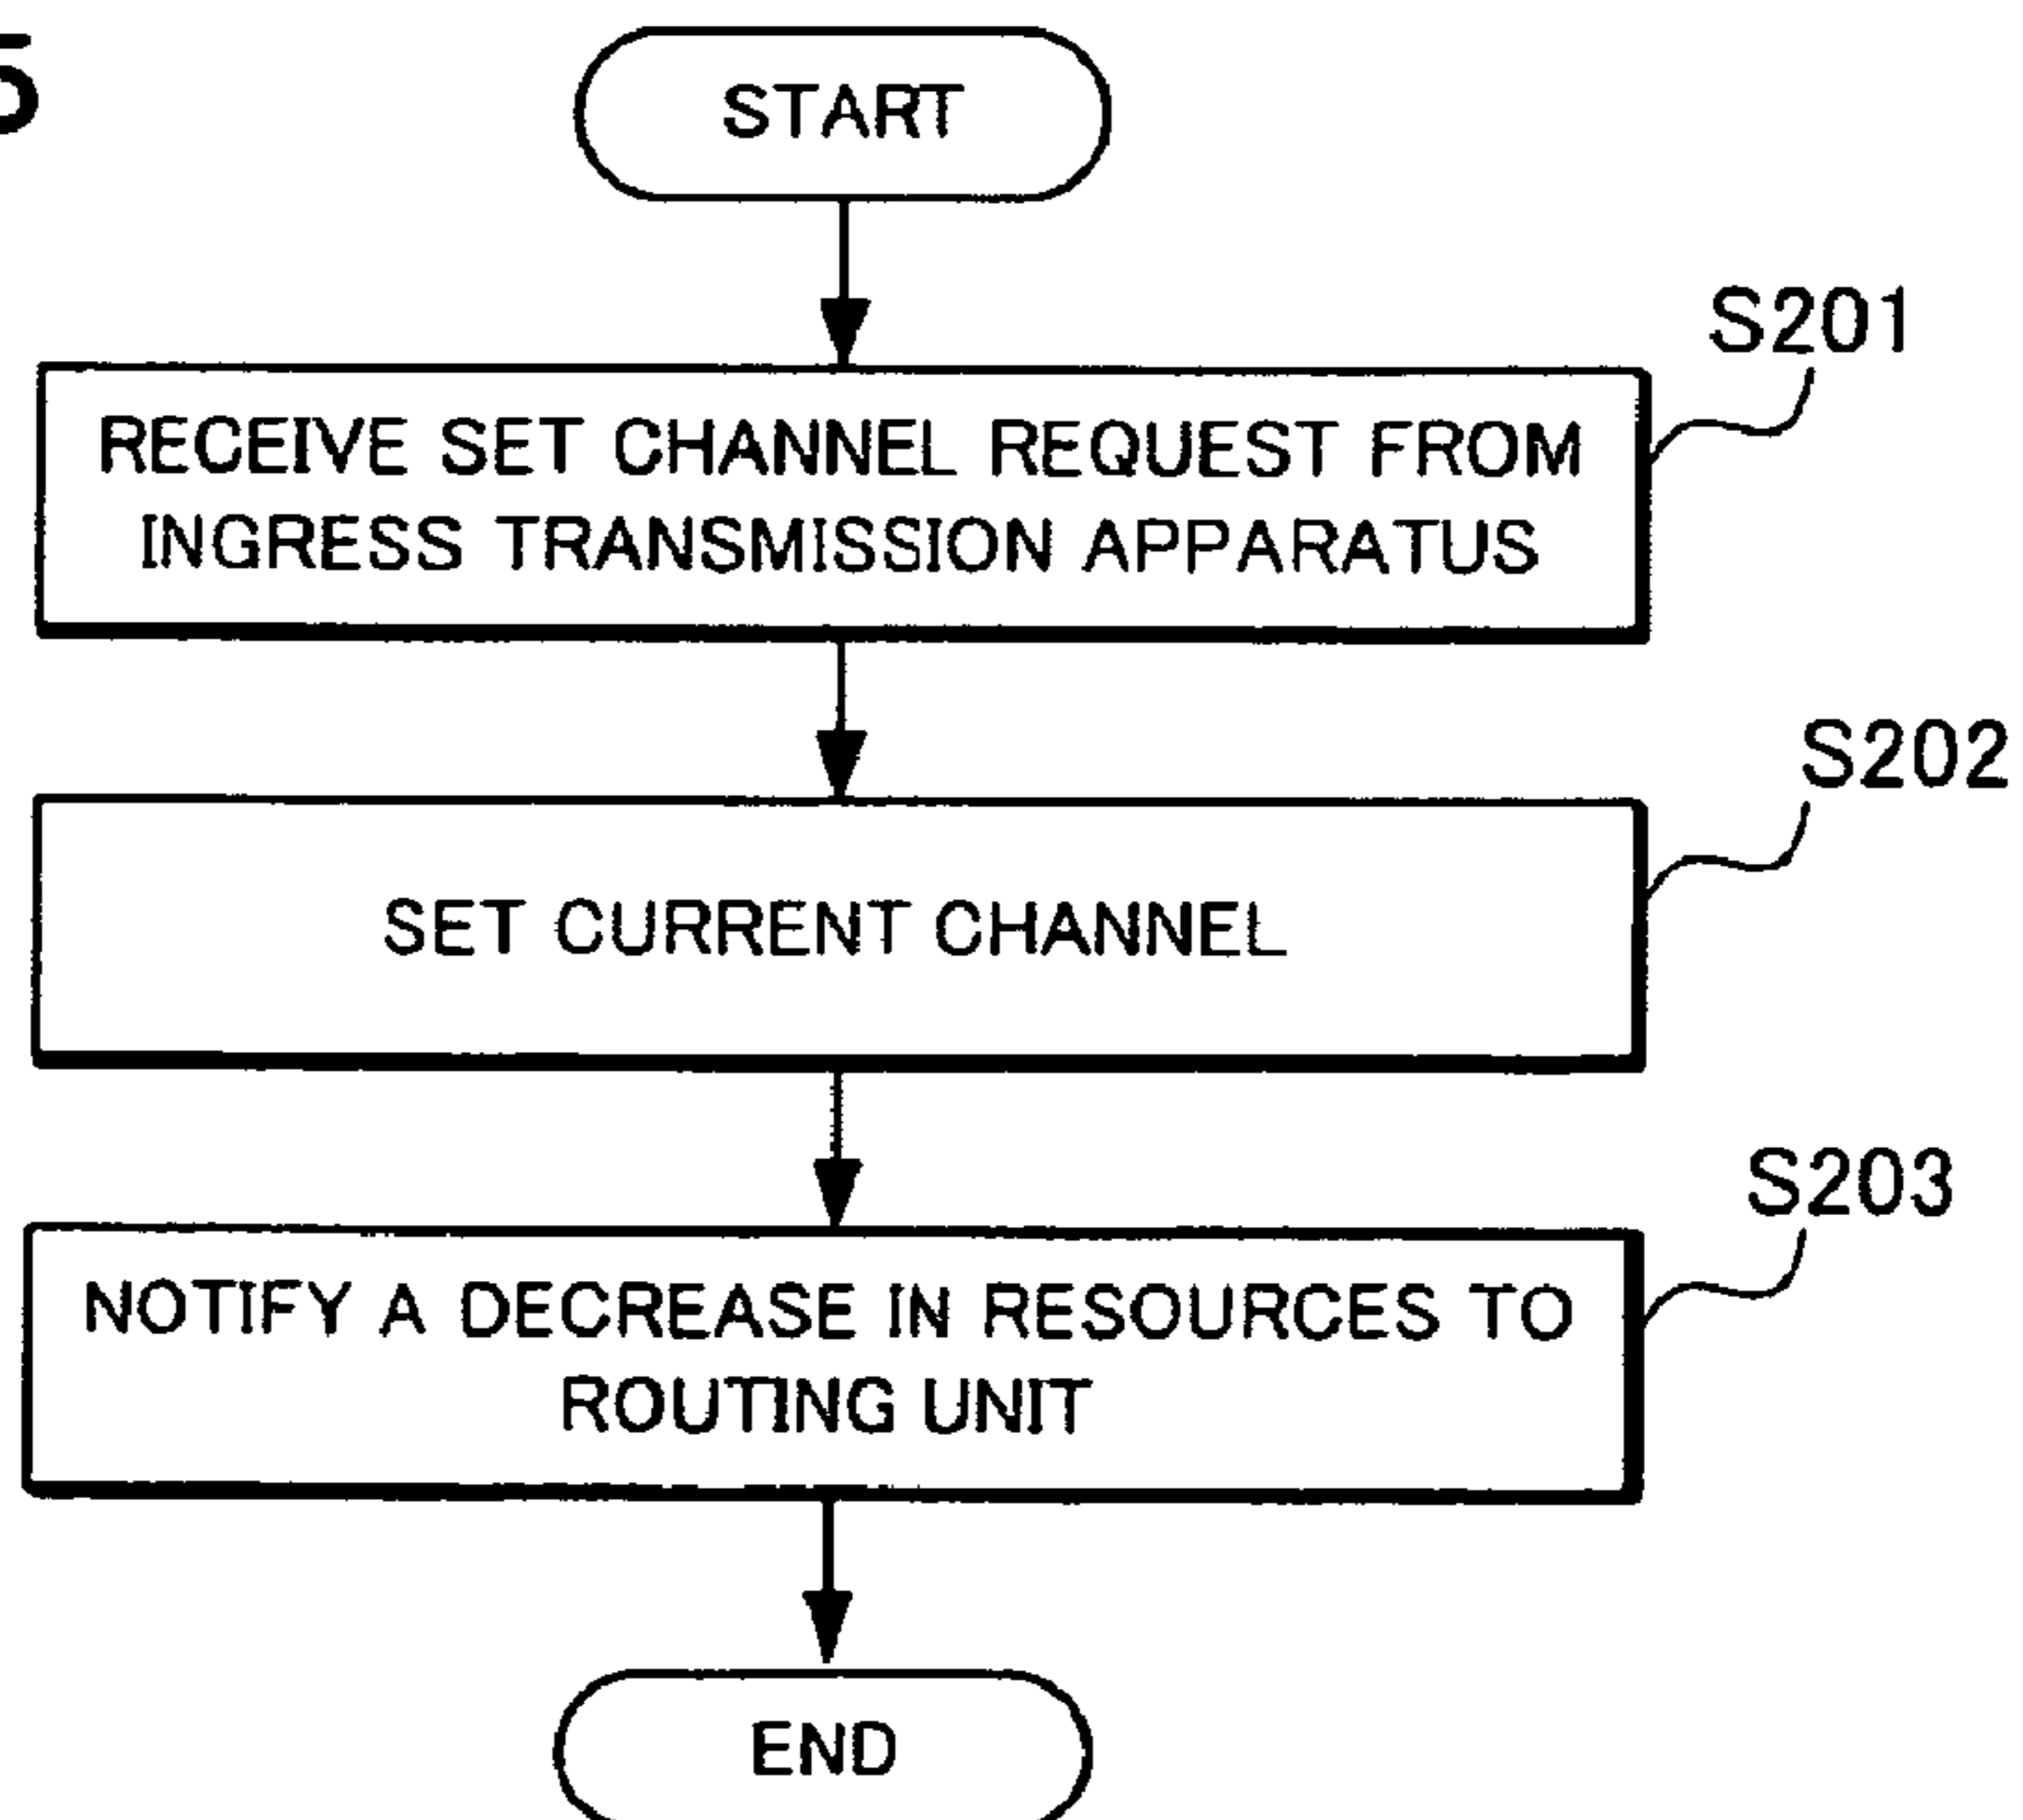 5
START
S201
RECEIVE SET CHANNEL REQUEST FROM
INGRESS TRANSMISSION APPARATUS
S202
SET CURRENT CHANNEL
S203
NOTIFY A DECREASE IN RESOURCES TO
ROUTING UNIT
END